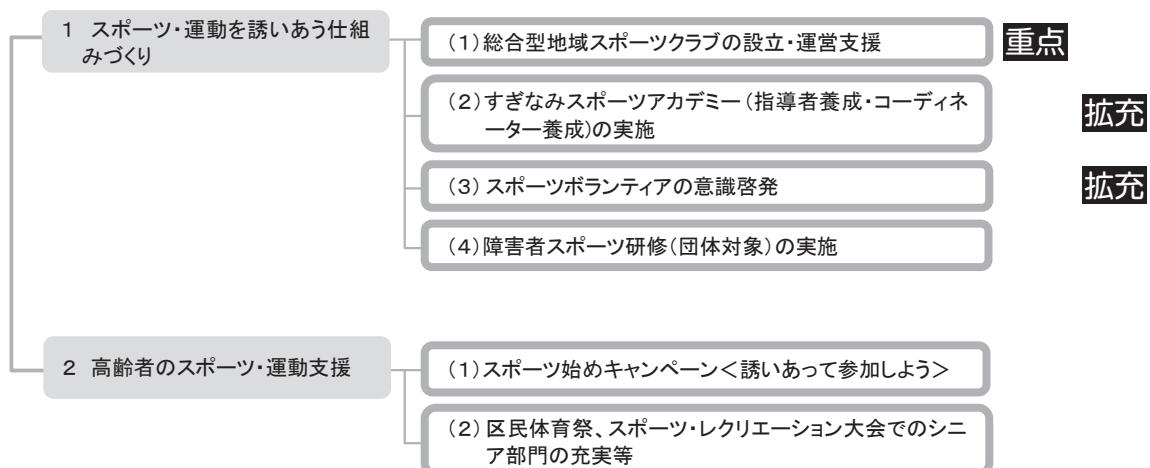 1 スポーツ・運動を誘いあう仕組
みづくり
(1)総合型地域スポーツクラブの設立・運営支援
重点
(2)すぎなみスポーツアカデミー(指導者養成・コーディネ
ーター養成)の実施
拡充
(3)スポーツボランティアの意識啓発
拡充
(4)障害者スポーツ研修(団体対象)の実施
2 高齢者のスポーツ・運動支援
(1)スポーツ始めキャンペーン<誘いあって参加しよう>
(2)区民体育祭、スポーツ・レクリエーション大会でのシニ
ア部門の充実等